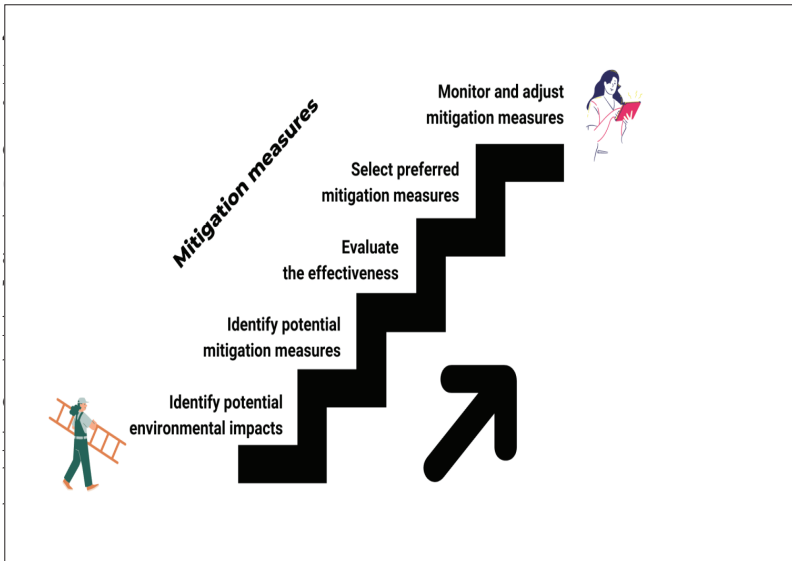 Mitigation measures
Monitor and adjust
mitigation measures
Select preferred
mitigation measures
Evaluate
the effectiveness
Identify potential
mitigation measures
Identify potential
environmental impacts